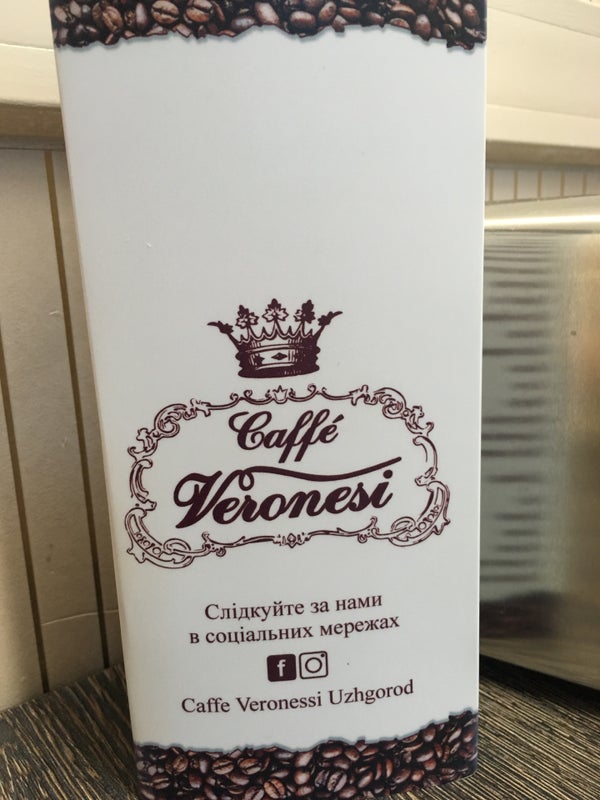 Caffé
Veronesi
Слідкуйте за нами
в соціальних мережах
f
Caffe Veronessi Uzhgorod